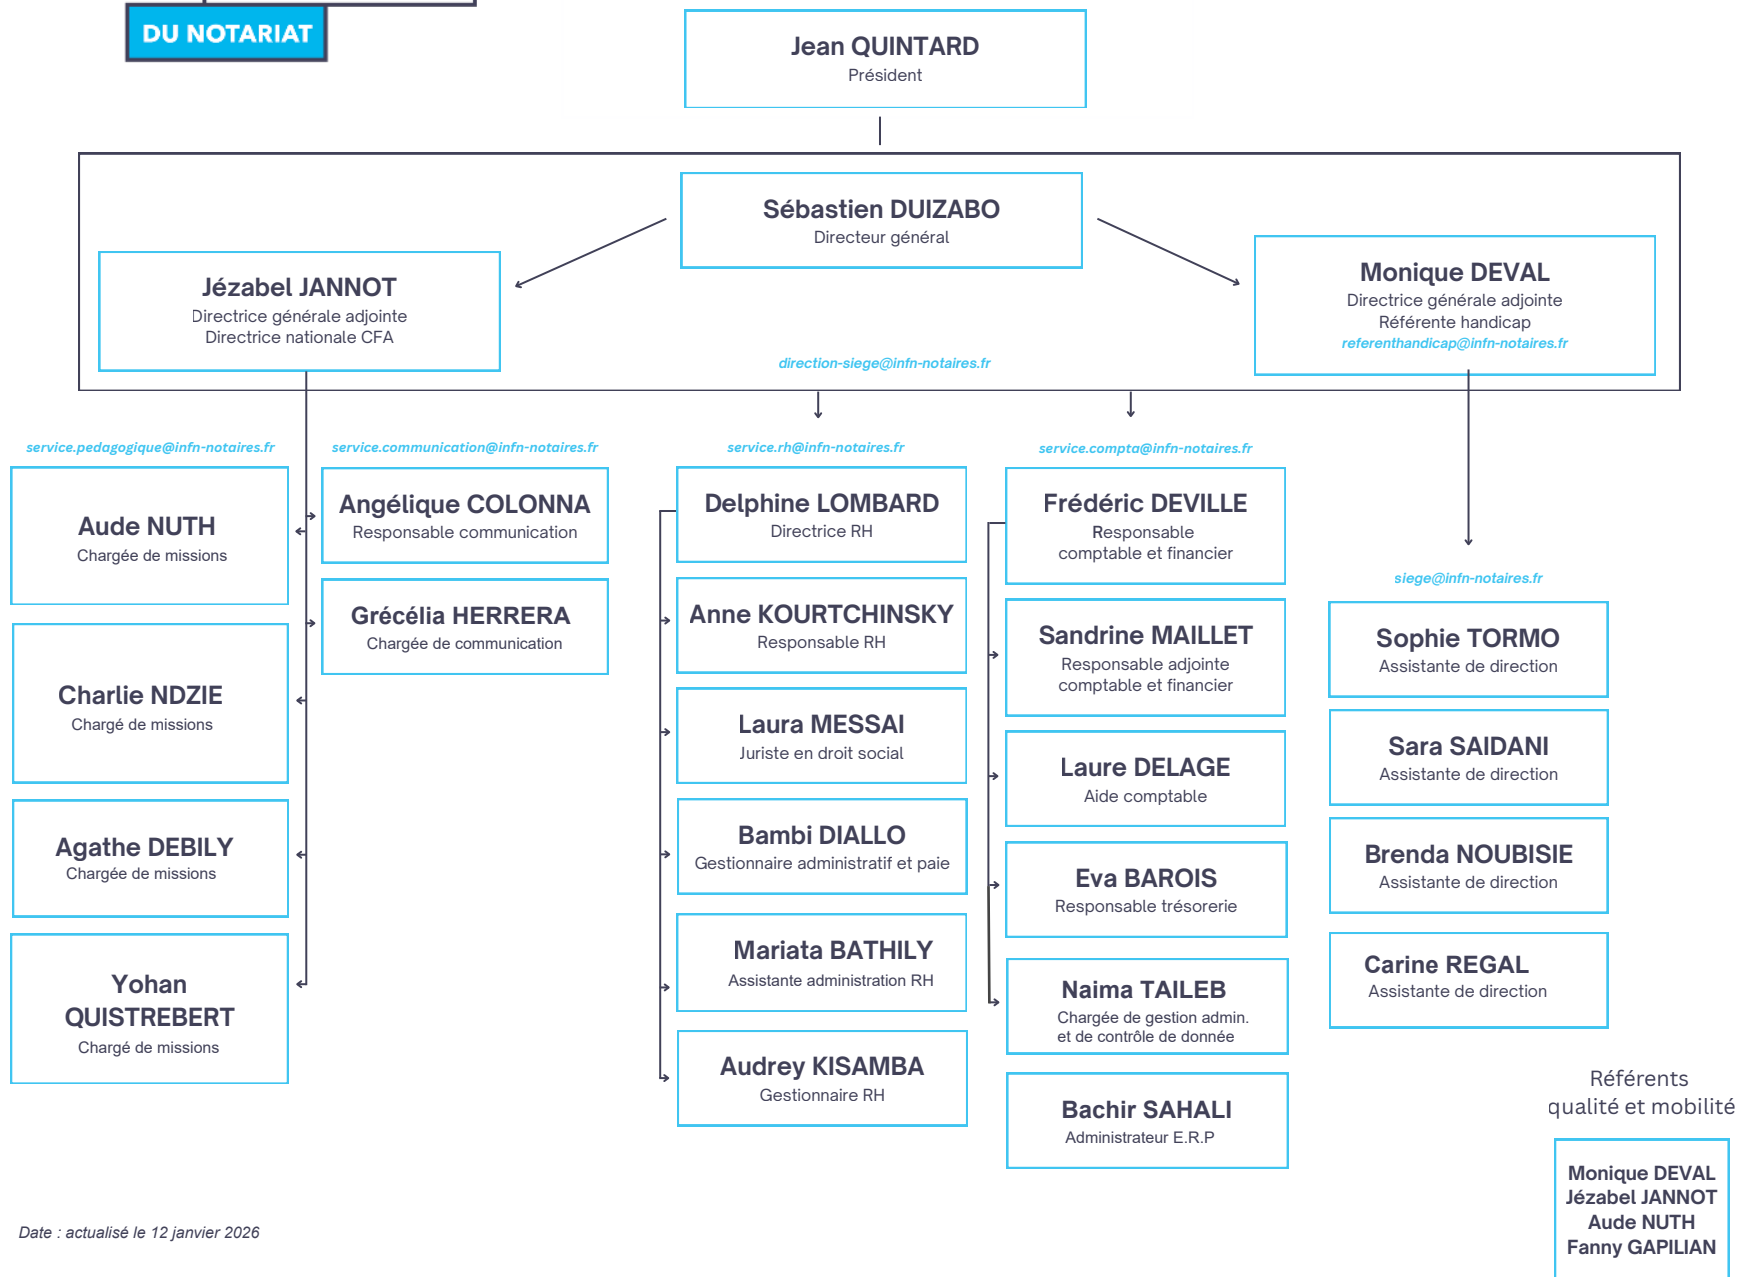 DU NOTARIAT
Jean QUINTARD
Président
Sébastien DUIZABO
Directeur général
Jézabel JANNOT
Directrice générale adjointe
Directrice nationale CFA
Monique DEVAL
Directrice générale adjointe
Référente handicap
referenthandicap@infn-notaires.fr
direction-siege@infn-notaires.fr
service.pedagogique@infn-notaires.fr
Aude NUTH
Chargée de missions
Charlie NDZIE
Chargé de missions
Agathe DEBILY
Chargée de missions
Yohan
QUISTREBERT
Chargé de missions
service.communication@infn-notaires.fr
Angélique COLONNA
Responsable communication
Grécélia HERRERA
Chargée de communication
service.rh@infn-notaires.fr
Delphine LOMBARD
Directrice RH
Anne KOURTCHINSKY
Responsable RH
Laura MESSAI
Juriste en droit social
Bambi DIALLO
Gestionnaire administratif et paie
Mariata BATHILY
Assistante administration RH
Audrey KISAMBA
Gestionnaire RH
service.compta@infn-notaires.fr
Frédéric DEVILLE
Responsable
comptable et financier
Sandrine MAILLET
Responsable adjointe
comptable et financier
Laure DELAGE
Aide comptable
Eva BAROIS
Responsable trésorerie
Naima TAILEB
Chargée de gestion admin.
et de contrôle de donnée
Bachir SAHALI
Administrateur E.R.P
siege@infn-notaires.fr
Sophie TORMO
Assistante de direction
Sara SAIDANI
Assistante de direction
Brenda NOUBISIE
Assistante de direction
Carine REGAL
Assistante de direction
Référents
qualité et mobilité
Monique DEVAL
Jézabel JANNOT
Aude NUTH
Fanny GAPILIAN
Date : actualisé le 12 janvier 2026